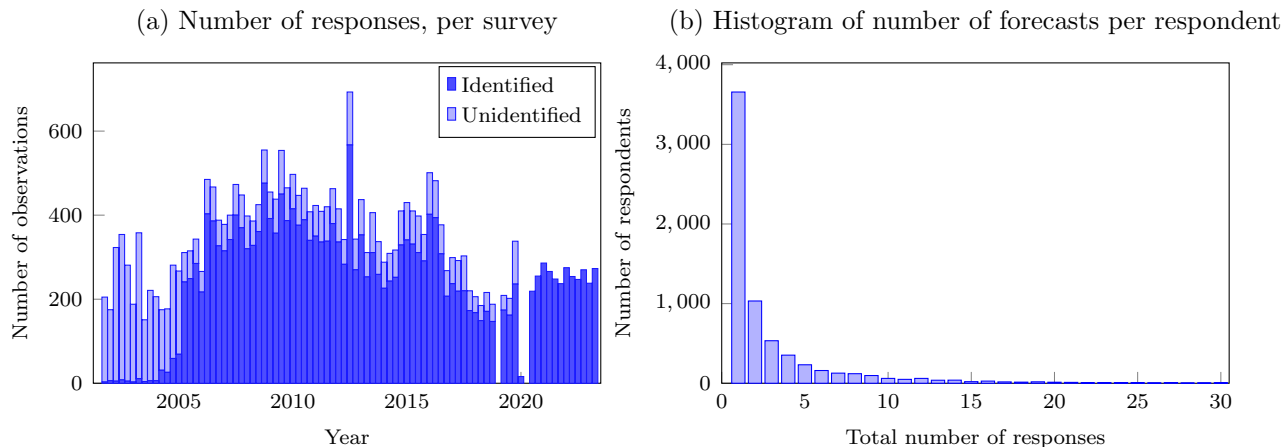 (a) Number of responses, per survey
Number of observations
600
400
200
0
Identified
Unidentified
2005 2010 2015 2020
Year
(b) Histogram of number of forecasts per respondent
Number of respondents
4,000
3,000
2,000
1,000
0
0 5 10 15 20 25 30
Total number of responses